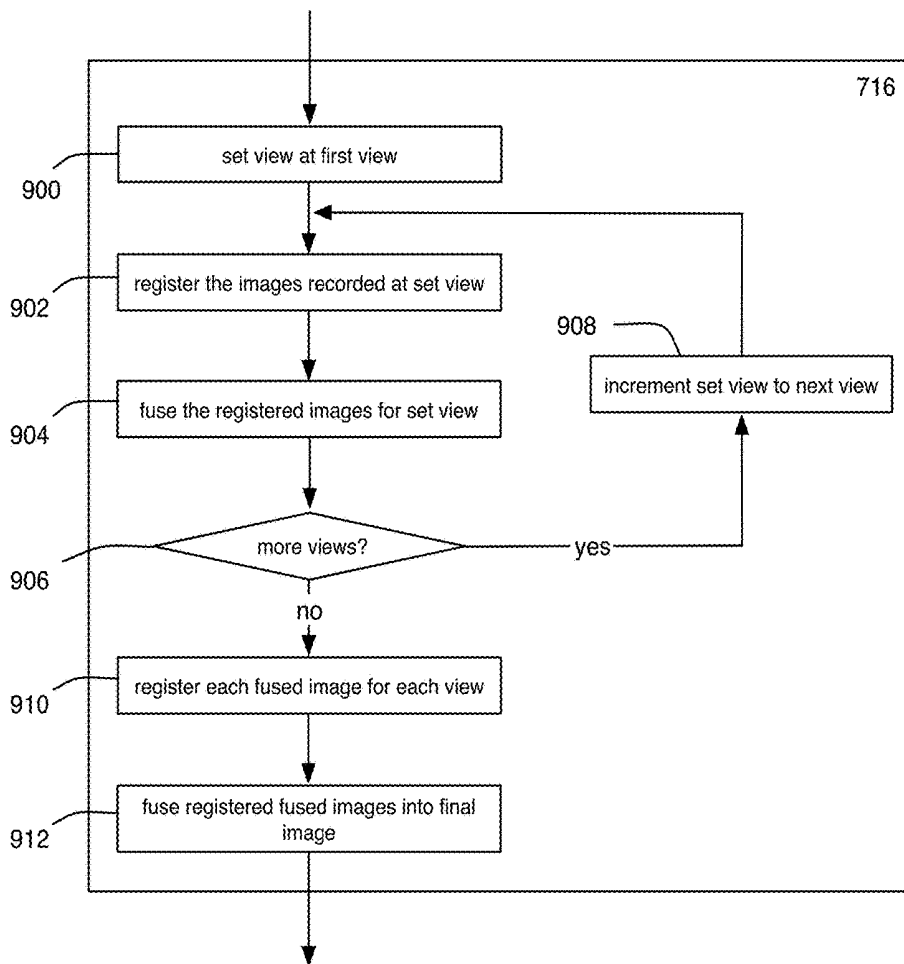 716
set view at first view
900
register the images recorded at set view
902
908
increment set view to next view
fuse the registered images for set view
904
more views?
yes
906
no
register each fused image for each view
910
fuse registered fused images into final
image
912